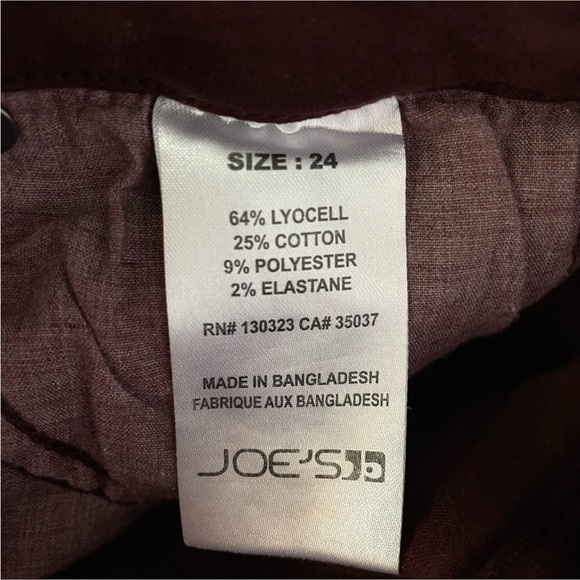 SIZE : 24
64% LYOCELL
25% COTTON
9% POLYESTER
2% ELASTANE
RN# 130323 CA# 35037
MADE IN BANGLADESH
FABRIQUE AUX BANGLADESH
JOE'S